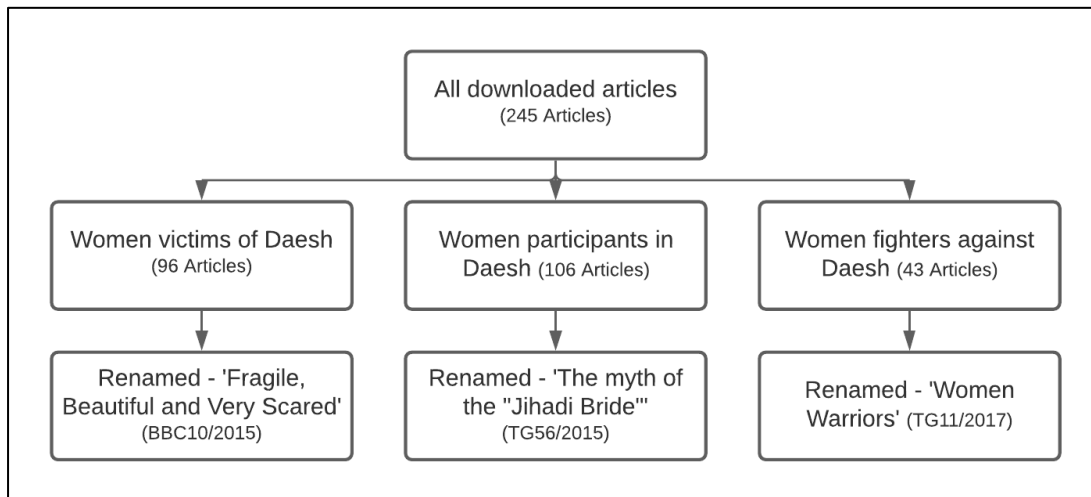 All downloaded articles
(245 Articles)
Women victims of Daesh
(96 Articles)
Women participants in
Daesh (106 Articles)
Women fighters against
Daesh (43 Articles)
Renamed - 'Fragile,
Beautiful and Very Scared'
(BBC10/2015)
Renamed - 'The myth of
the "Jihadi Bride"'
(TG56/2015)
Renamed - 'Women
Warriors' (TG11/2017)